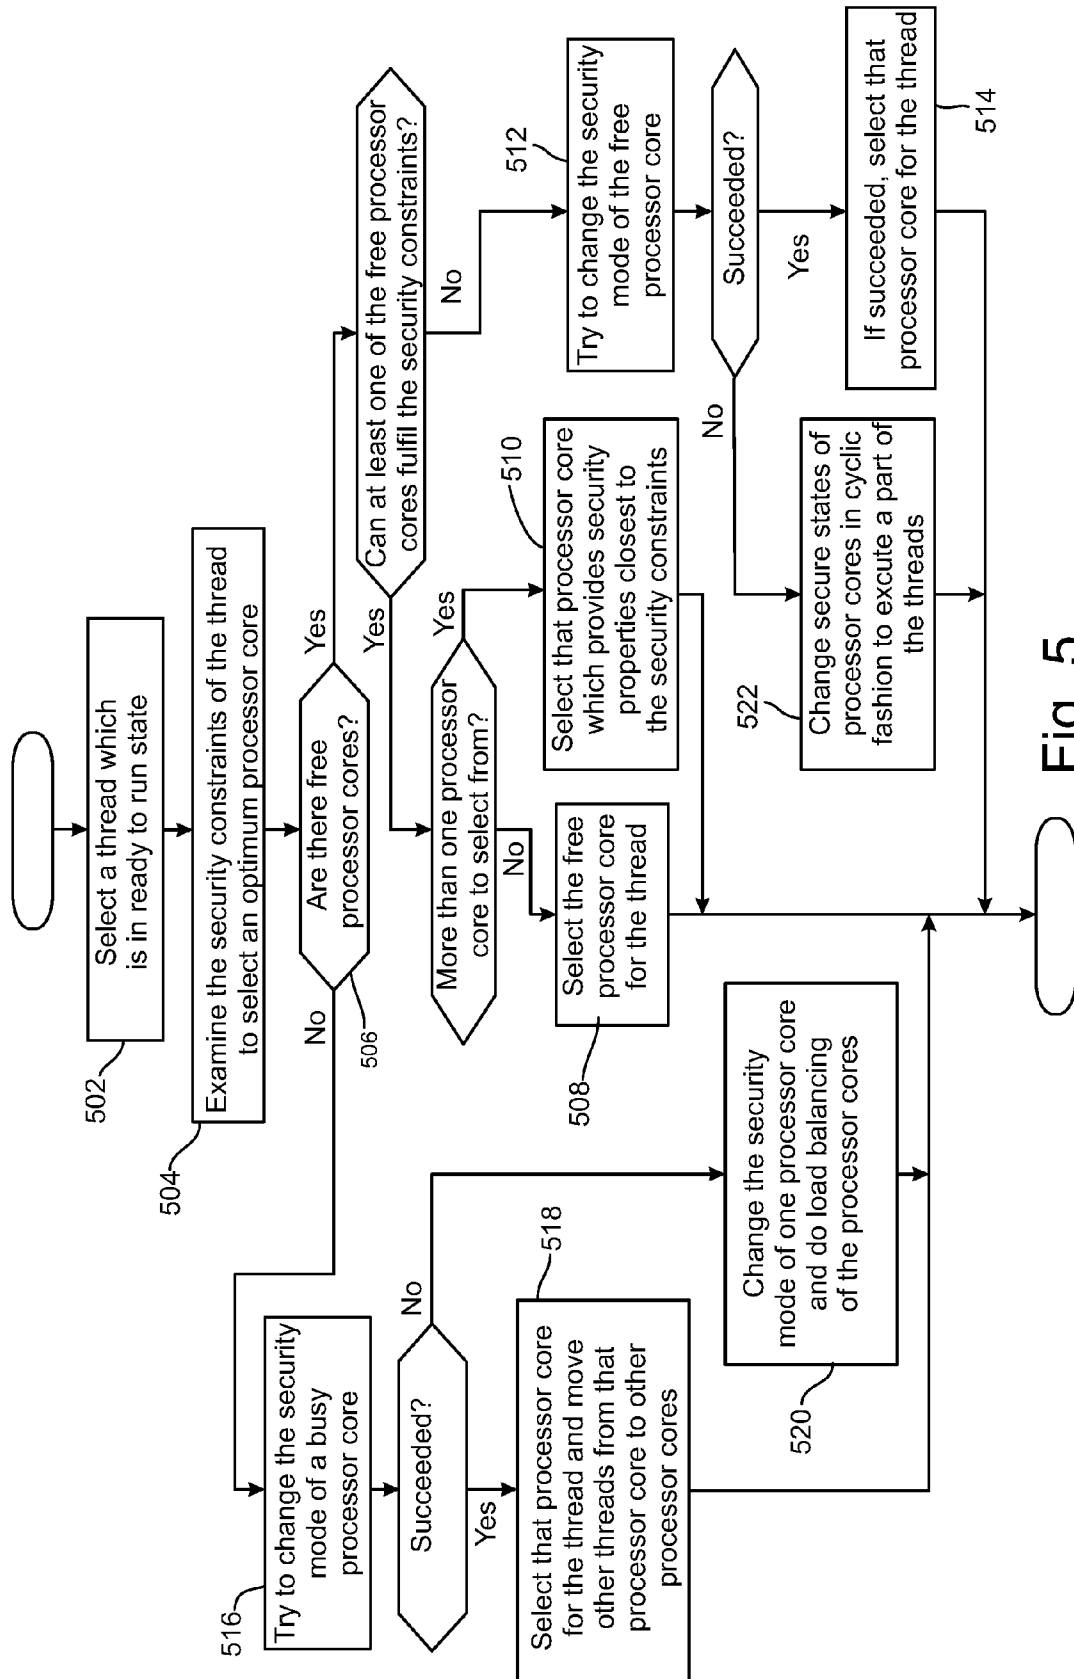 Select a thread which
is in ready to run state
502
Examine the security constraints of the thread
to select an optimum processor core
504
Are there free
processor cores?
506
No
Yes
Can at least one of the free processor
cores fulfil the security constraints?
Yes
No
More than one processor
core to select from?
Yes
No
Select the free
processor core
for the thread
508
Select that processor core
which provides security
properties closest to
the security constraints
510
Try to change the security
mode of the free
processor core
512
Succeeded?
No
Yes
If succeeded, select that
processor core for the thread
514
Change secure states of
processor cores in cyclic
fashion to excute a part of
the threads
522
Try to change the security
mode of a busy
processor core
516
Succeeded?
Yes
No
Select that processor core
for the thread and move
other threads from that
processor core to other
processor cores
518
Change the security
mode of one processor core
and do load balancing
of the processor cores
520
Fig. 5